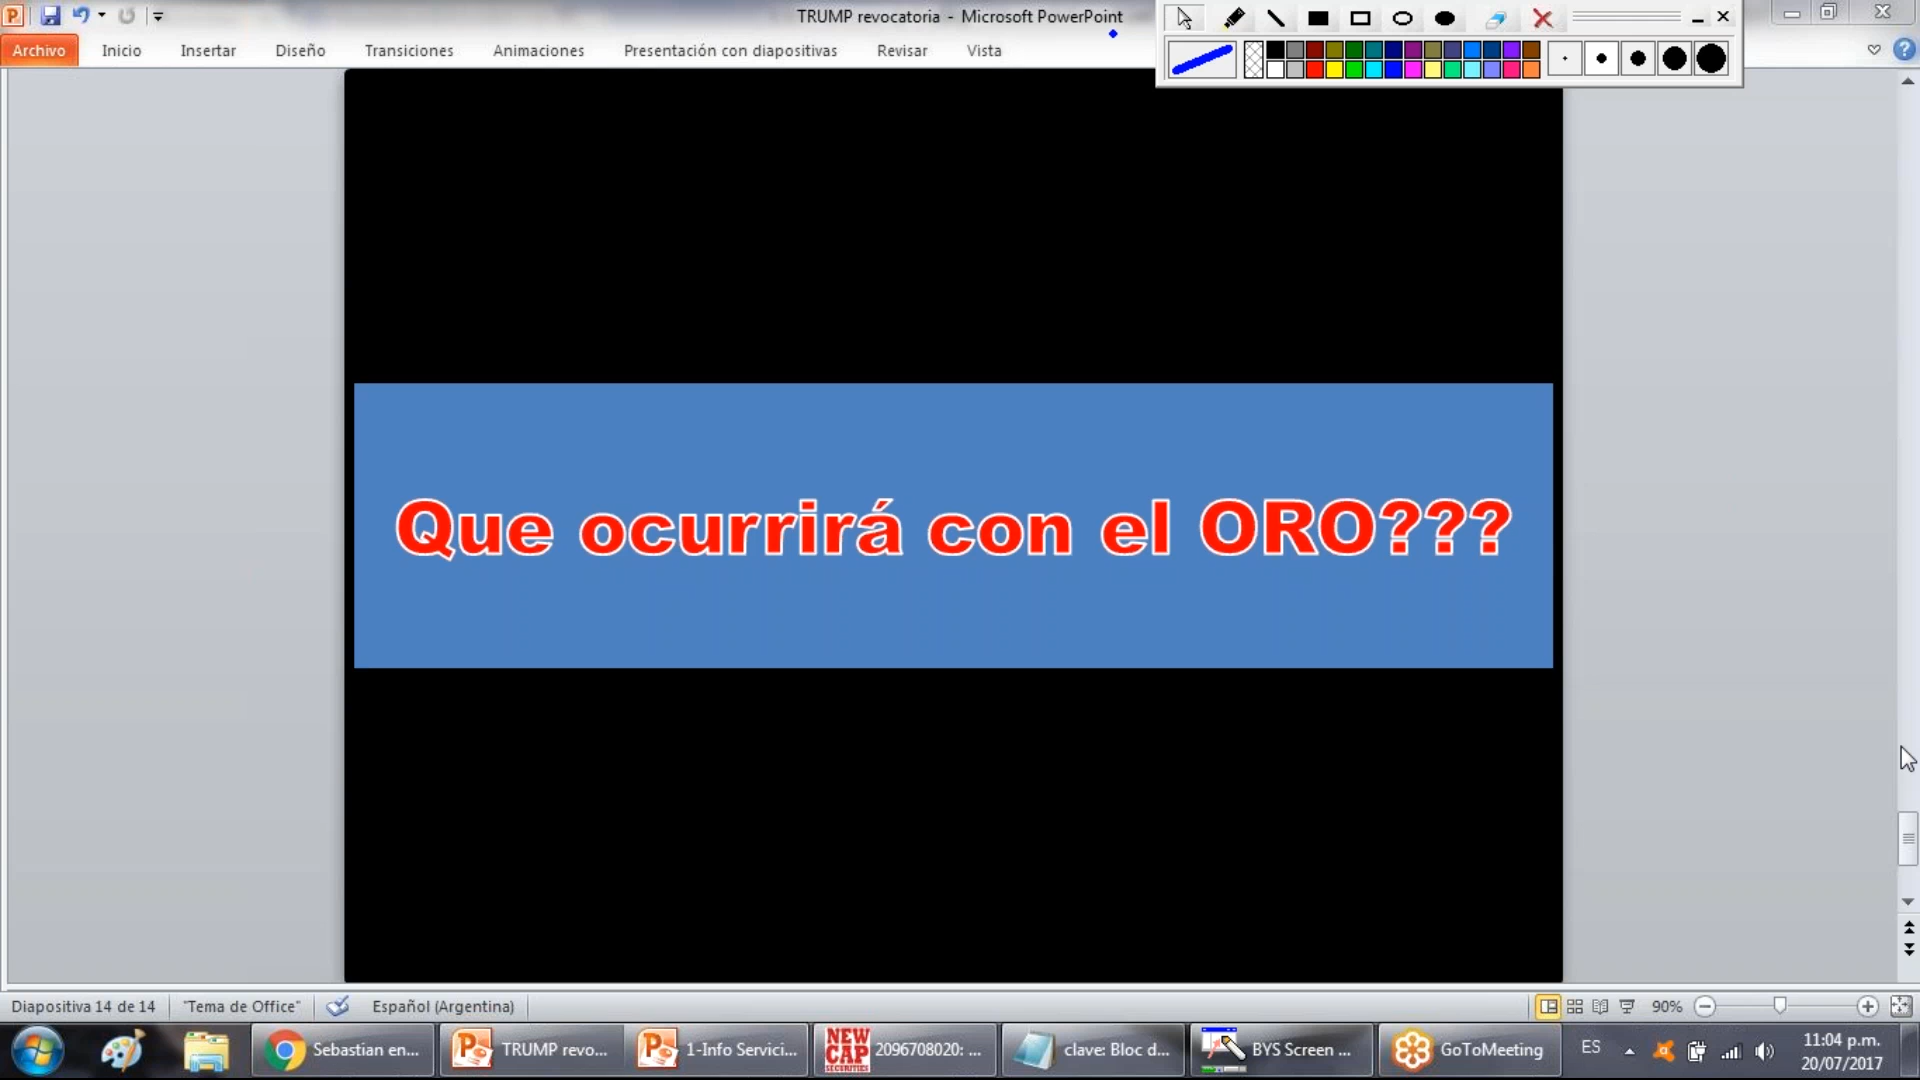 TRUMP revocatoria - Microsoft PowerPoint
Archivo Inicio Insertar Diseño Transiciones Animaciones Presentación con diapositivas Revisar Vista
Que ocurrirá con el ORO???
Diapositiva 14 de 14 "Tema de Office" Español (Argentina) 90%
Sebastian en... TRUMP revo... 1-Info Servici... NEW CAP SECURITIES 2096708020: ... clave: Bloc d... BYS Screen ... GoToMeeting ES 11:04 p.m.
20/07/2017